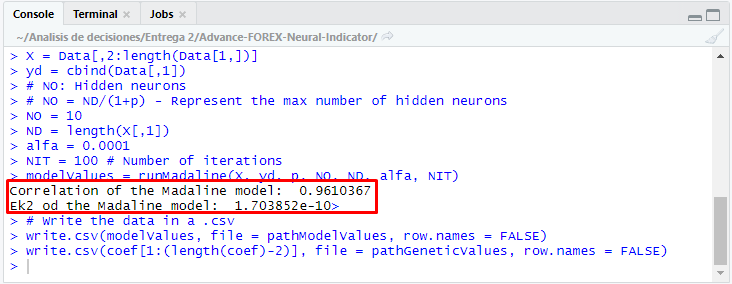 Console Terminal × Jobs ×
~/Analisis de decisiones/Entrega 2/Advance-FOREX-Neural-Indicator/
> X = Data[,2:length(Data[1,])]
> yd = cbind(Data[,1])
> # NO: Hidden neurons
> # NO = ND/(1+p) - Represent the max number of hidden neurons
> NO = 10
> ND = length(X[,1])
> alfa = 0.0001
> NIT = 100 # Number of iterations
> modelValues = runMadaline(X, yd, p, NO, ND, alfa, NIT)
Correlation of the Madaline model:  0.9610367
Ek2 od the Madaline model:  1.703852e-10>
> # Write the data in a .csv
> write.csv(modelValues, file = pathModelValues, row.names = FALSE)
> write.csv(coef[1:(length(coef)-2)], file = pathGeneticValues, row.names = FALSE)
>